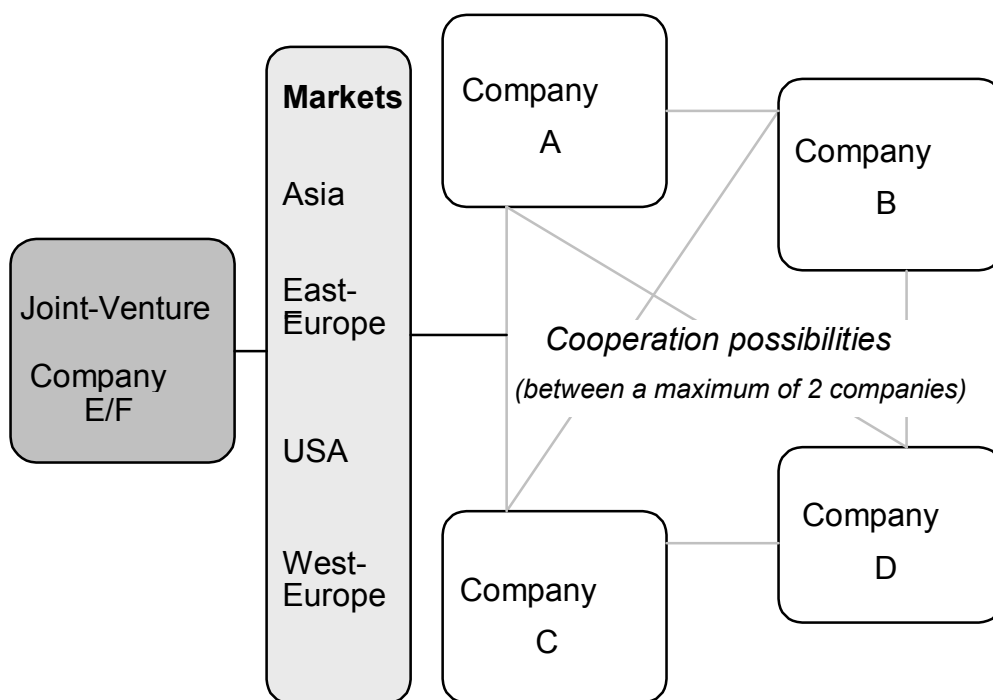 Joint-Venture
Company
E/F
Markets
Asia
East-
Europe
USA
West-
Europe
Company
A
Company
B
Cooperation possibilities
(between a maximum of 2 companies)
Company
C
Company
D